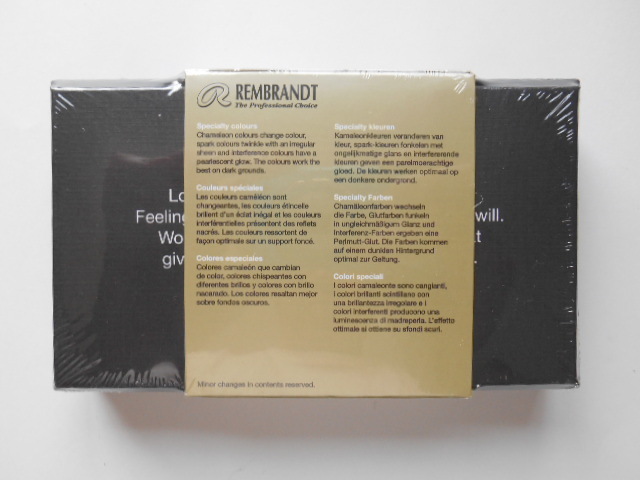 REMBRANDT
The Professional Choice
Specialty colours
Chameleon colours change colour,
spark colours twinkle with an irregular
sheen and interference colours have a
pearlescent glow. The colours work the
best on dark grounds.
Couleurs spéciales
Les couleurs caméléon sont
changeantes, les couleurs étincelle
brillent d'un éclat inégal et les couleurs
interférentielles présentent des reflets
nacrés. Les couleurs ressortent de
façon optimale sur un support foncé.
Colores especiales
Colores camaleón que cambian
de color, colores chispeantes con
diferentes brillos y colores con brillo
nacarado. Los colores resaltan mejor
sobre fondos oscuros.
Specialty kleuren
Kameleonkleuren veranderen van
kleur, spark-kleuren fonkelen met
ongelijkmatige glans en interfererende
kleuren geven een parelmoerachtige
gloed. De kleuren werken optimaal op
een donkere ondergrond.
Specialty Farben
Chamäleonfarben wechseln
die Farbe, Glutfarben funkeln
in ungleichmäßigem Glanz und
Interferenz-Farben ergeben eine
Perlmutt-Glut. Die Farben kommen
auf einem dunklen Hintergrund
optimal zur Geltung.
Colori speciali
I colori camaleonte sono cangianti,
i colori brillanti scintillano con
una brillantezza irregolare e i
colori interferenti producono una
luminescenza di madreperla. L'effetto
ottimale si ottiene su sfondi scuri.
Minor changes in contents reserved.
Lo
Feeling will.
Wo
giv